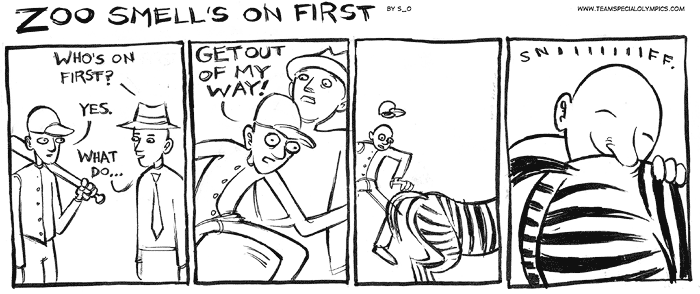 ZOO SMELL'S ON FIRST
BY S_O
WWW.TEAMSPECIALOLYMPICS.COM
WHO'S ON
FIRST?
YES.
WHAT
DO...
GET OUT
OF MY
WAY!
SNIIIIIIIIFF.